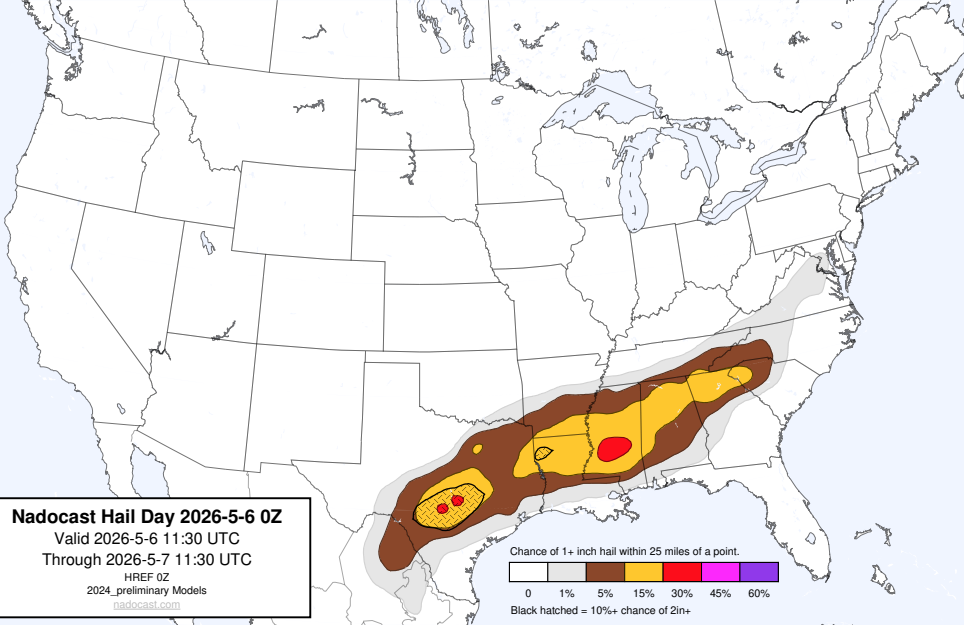 Nadocast Hail Day 2026-5-6 0Z
Valid 2026-5-6 11:30 UTC
Through 2026-5-7 11:30 UTC
HREF 0Z
2024_preliminary Models
nadocast.com
Chance of 1+ inch hail within 25 miles of a point.
0 1% 5% 15% 30% 45% 60%
Black hatched = 10%+ chance of 2in+